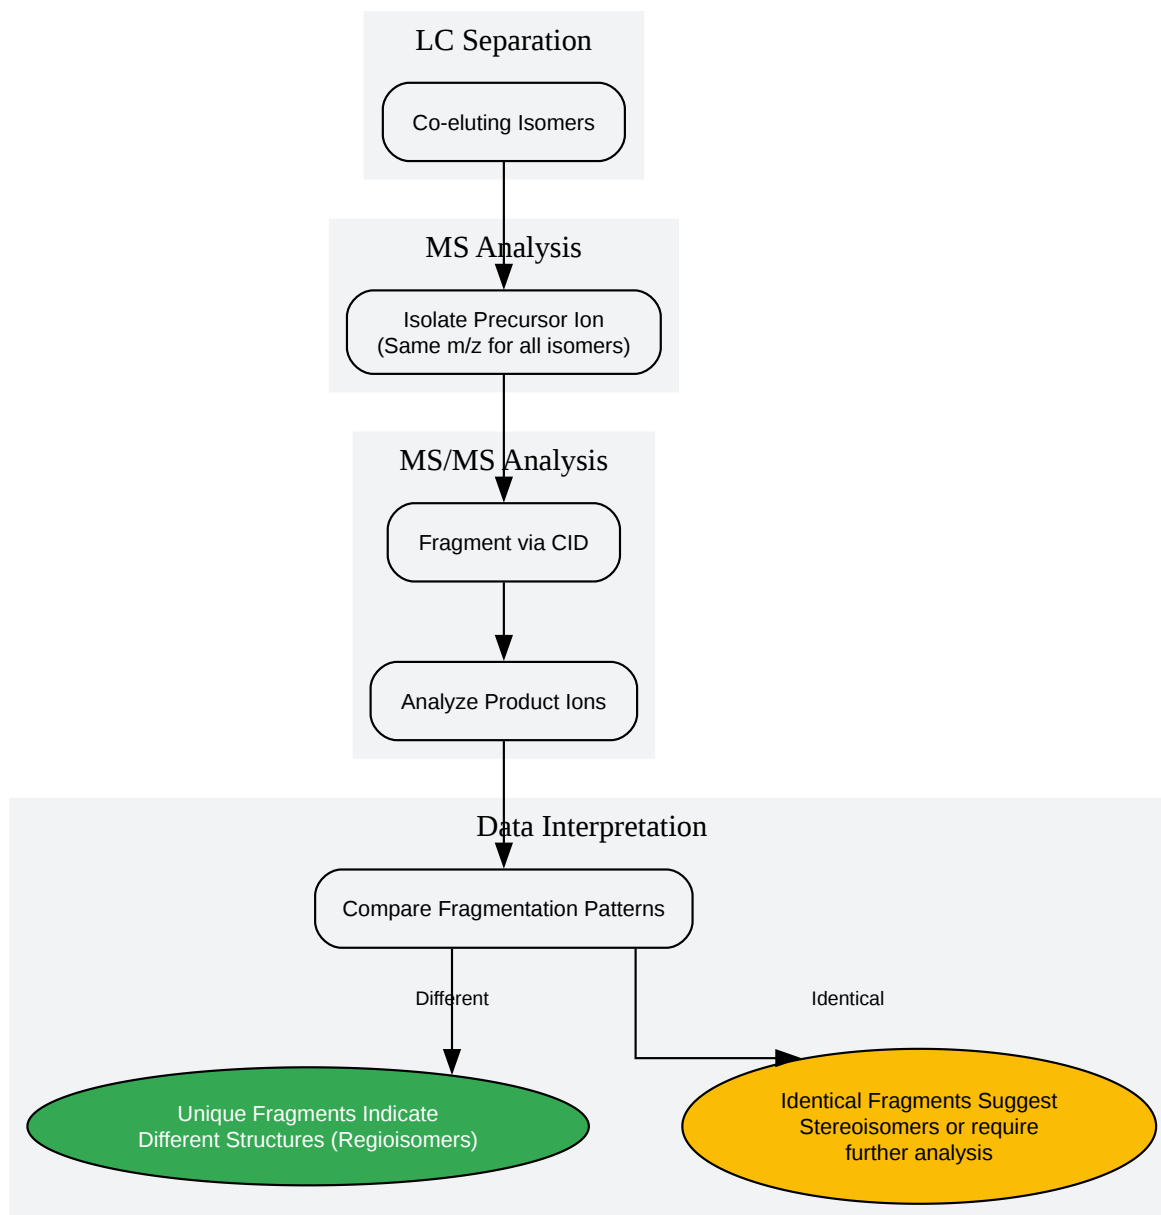 LC Separation
Co-eluting Isomers
MS Analysis
Isolate Precursor Ion
(Same m/z for all isomers)
MS/MS Analysis
Fragment via CID
Analyze Product Ions
Data Interpretation
Compare Fragmentation Patterns
Different
Identical
Unique Fragments Indicate
Different Structures (Regioisomers)
Identical Fragments Suggest
Stereoisomers or require
further analysis